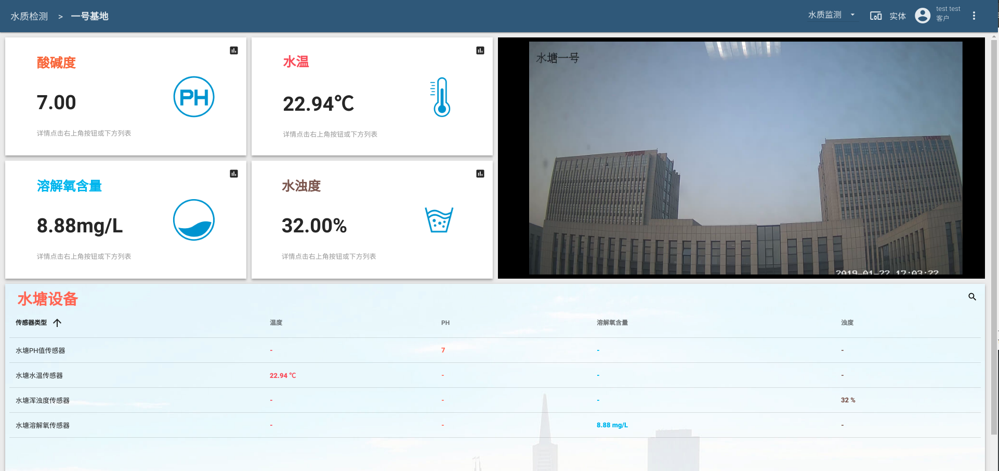 水质检测 > 一号基地
水质监测
实体
test test
客户
酸碱度
7.00
PH
详情点击右上角按钮或下方列表
水温
22.94℃
详情点击右上角按钮或下方列表
溶解氧含量
8.88mg/L
详情点击右上角按钮或下方列表
水浊度
32.00%
详情点击右上角按钮或下方列表
水塘一号
2019-01-22 17:03:22
水塘设备
传感器类型 温度 PH 溶解氧含量 浊度
水塘PH值传感器 - 7 - -
水塘水温传感器 22.94 ℃ - - -
水塘浑浊度传感器 - - - 32 %
水塘溶解氧传感器 - - 8.88 mg/L -